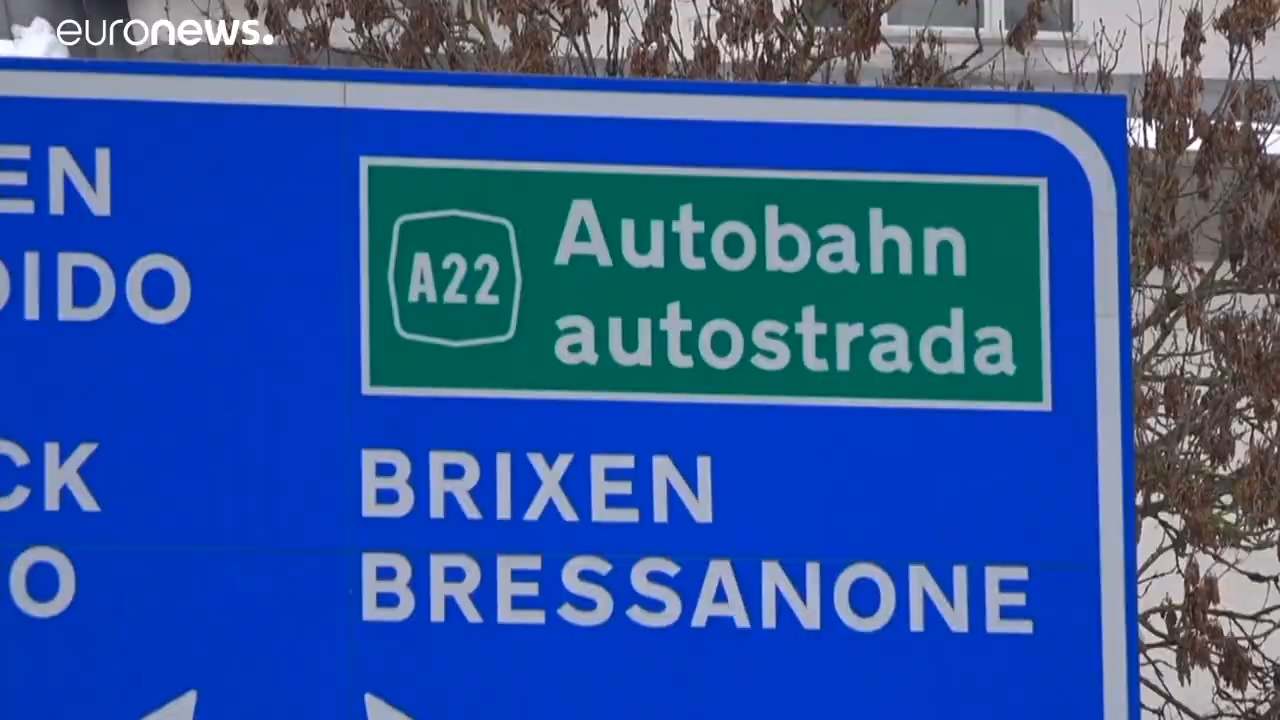 euronews.
EN
DIDO
CK
O
A22
Autobahn
autostrada
BRIXEN
BRESSANONE